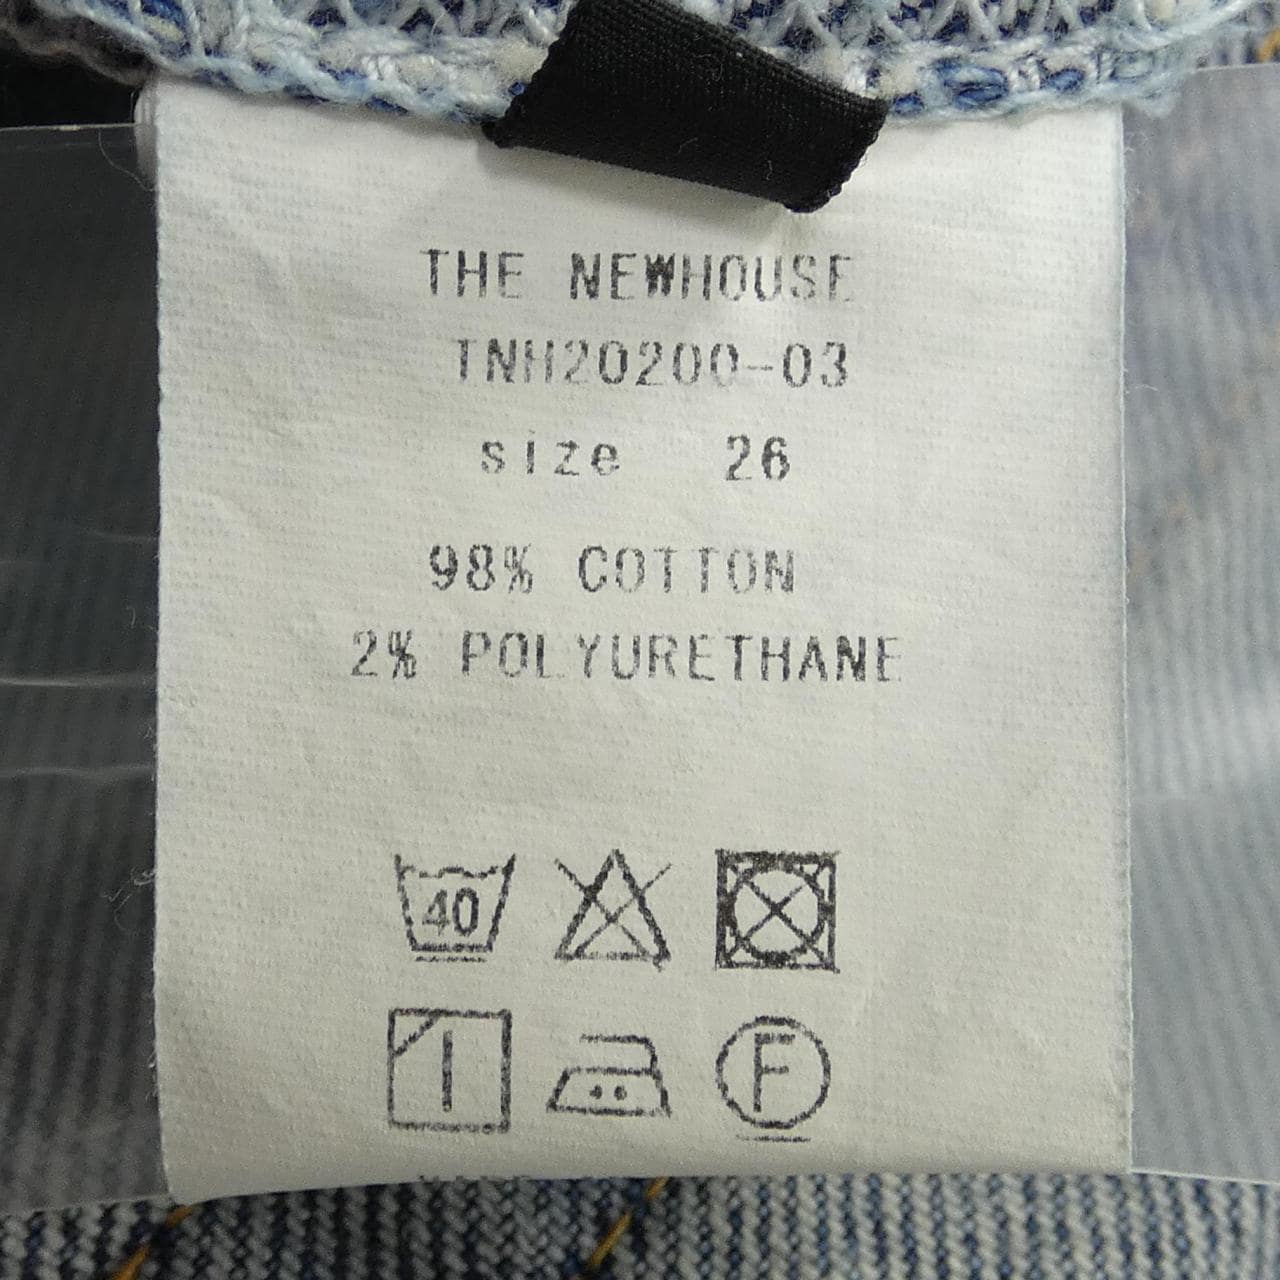 THE NEWHOUSE
TNH20200-03
size 26
98% COTTON
2% POLYURETHANE
40
F